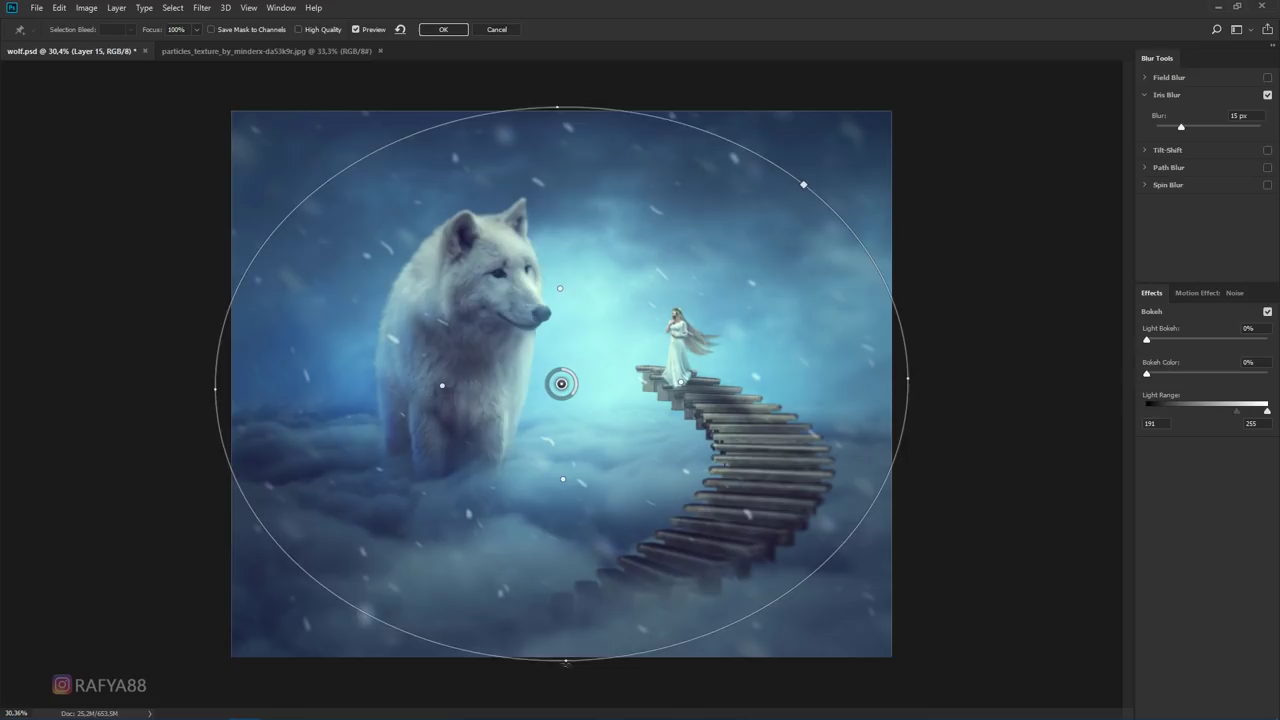 Ps File Edit Image Layer Type Select Filter 3D View Window Help
Selection Bleed: Focus: 100% Save Mask to Channels High Quality Preview OK Cancel
wolf.psd @ 30,4% (Layer 15, RGB/8) * × particles_texture_by_minderx-da53k9r.jpg @ 33,3% (RGB/8#) ×
Blur Tools
Field Blur
Iris Blur
Blur: 15 px
Tilt-Shift
Path Blur
Spin Blur
Effects Motion Effect: Noise
Bokeh
Light Bokeh: 0%
Bokeh Color: 0%
Light Range:
191 255
RAFYA88
30,36% Doc: 25,2M/653,5M